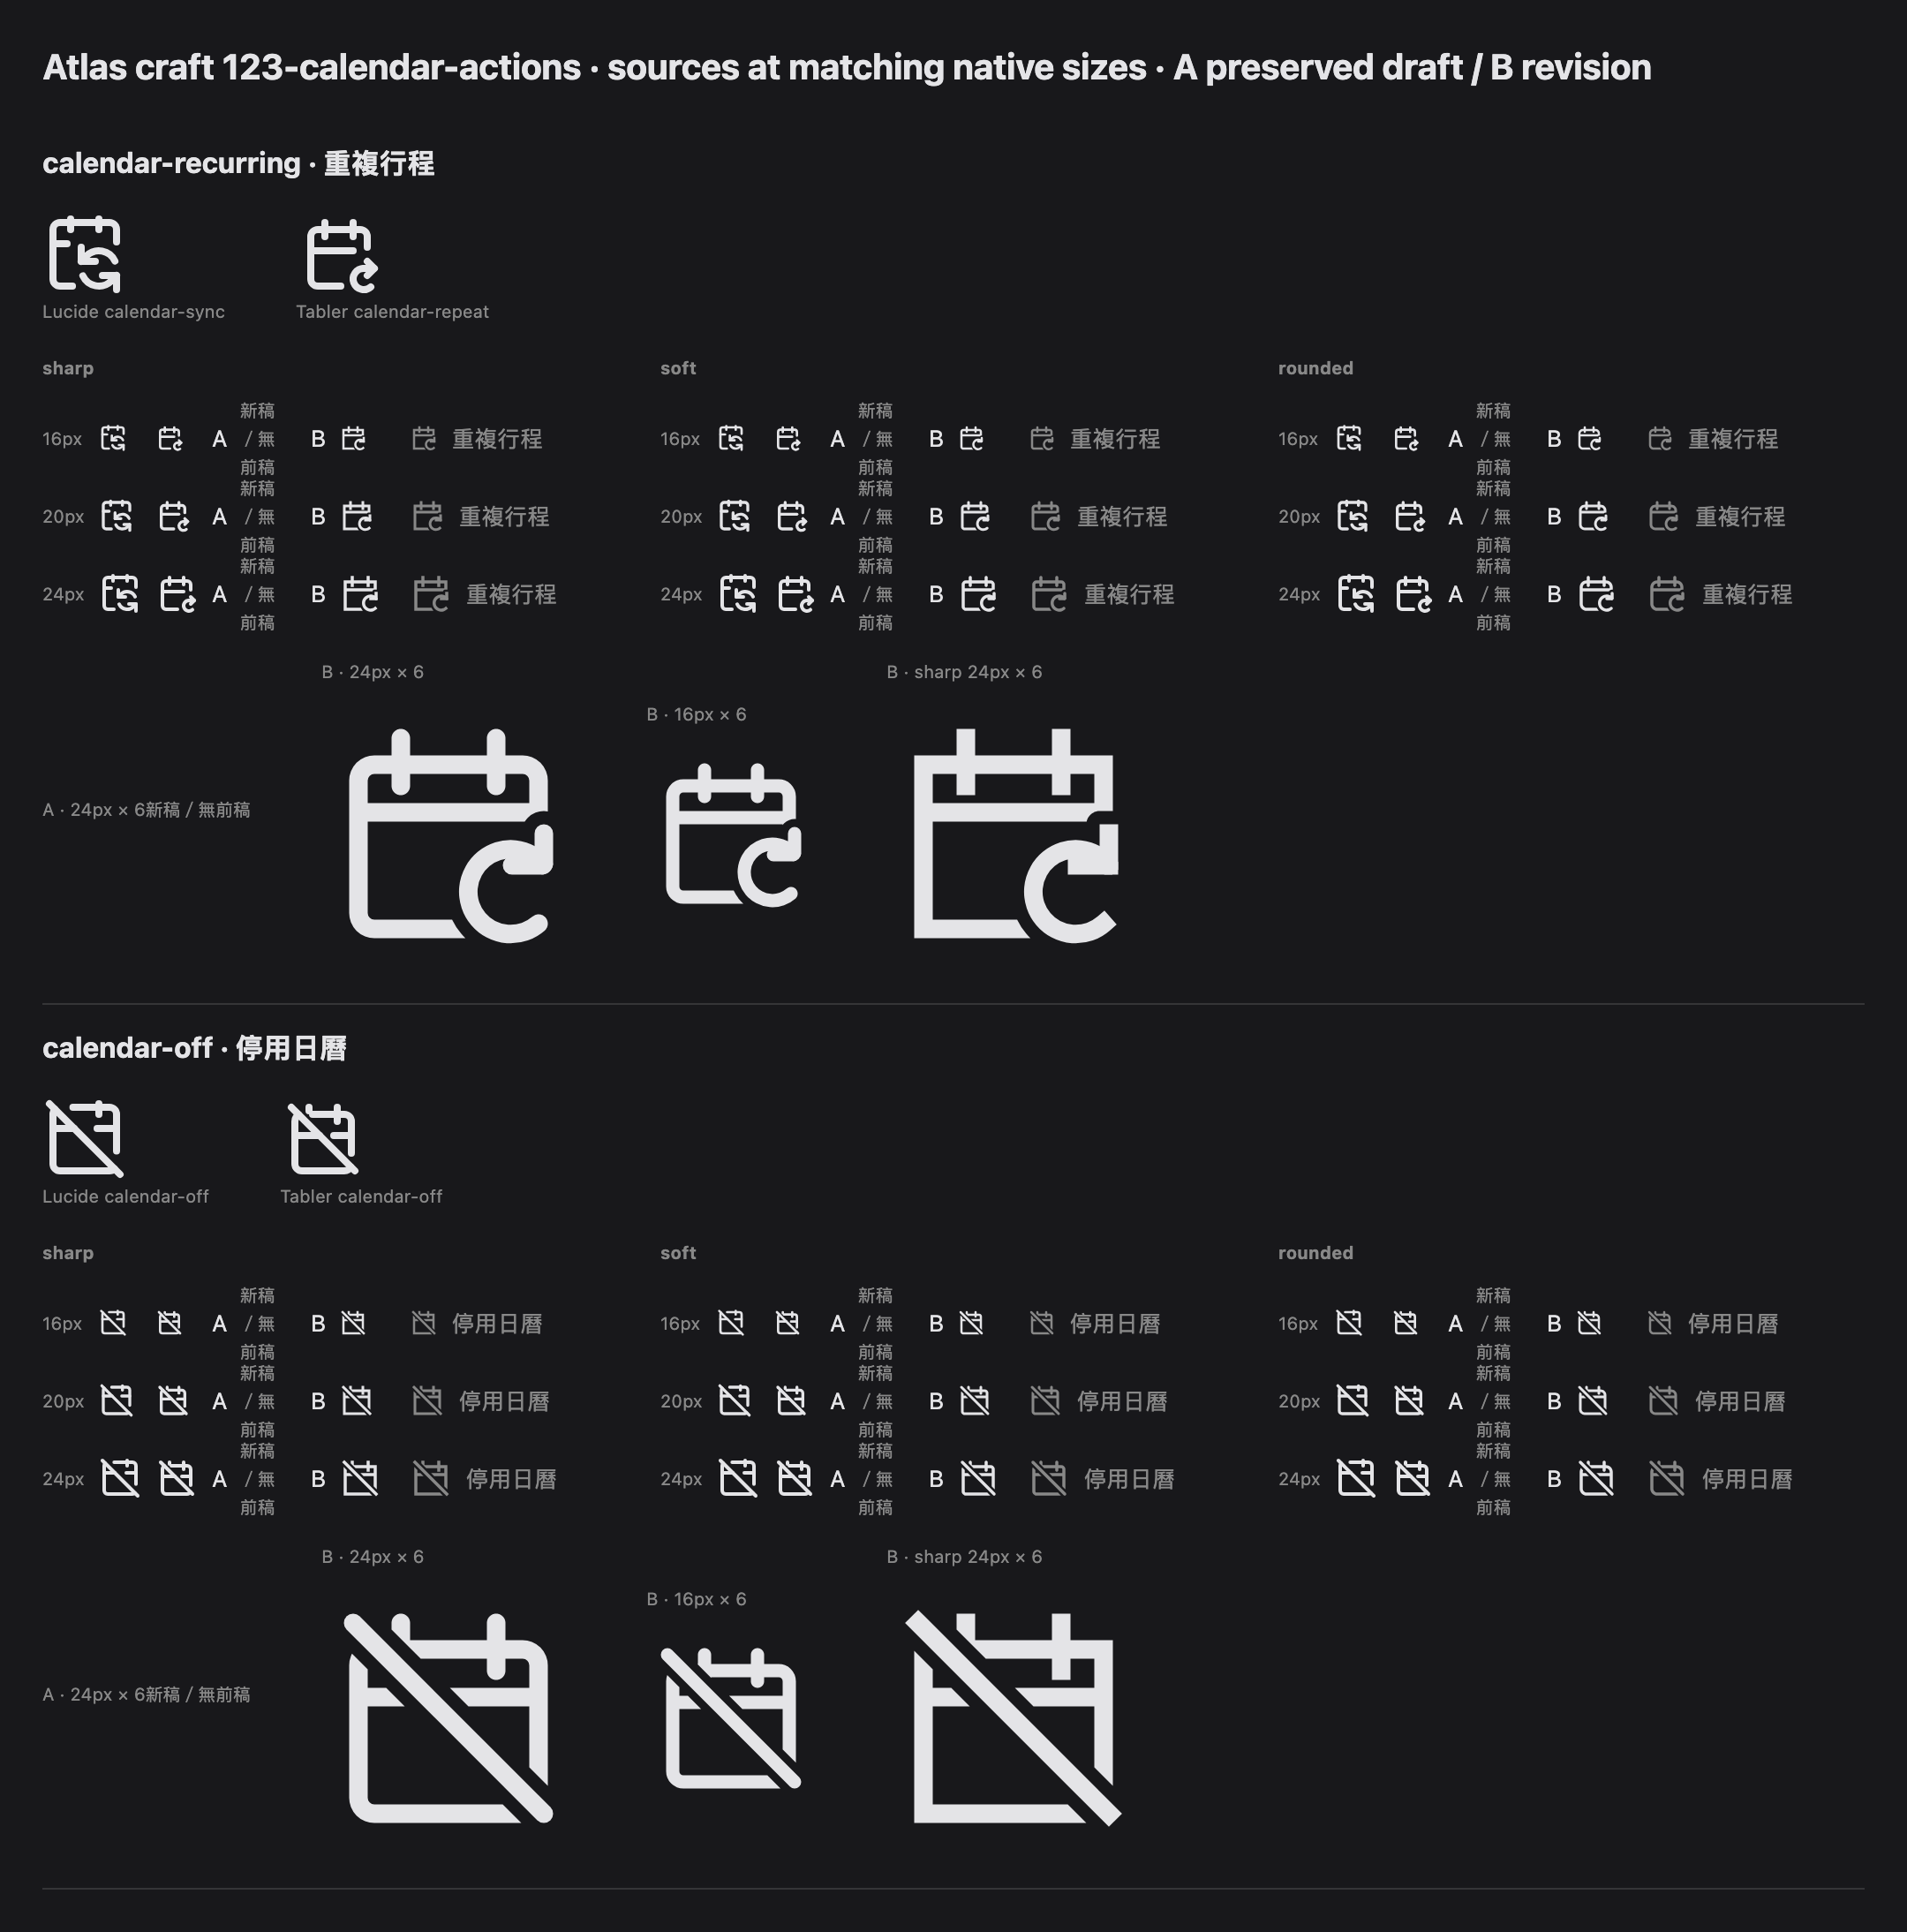 Atlas craft 123-calendar-actions · sources at matching native sizes · A preserved draft / B revision
calendar-recurring · 重複行程
Lucide calendar-sync
Tabler calendar-repeat
sharp
16px A 新稿 / 無前稿 B 重複行程
20px A 新稿 / 無前稿 B 重複行程
24px A 新稿 / 無前稿 B 重複行程
soft
16px A 新稿 / 無前稿 B 重複行程
20px A 新稿 / 無前稿 B 重複行程
24px A 新稿 / 無前稿 B 重複行程
rounded
16px A 新稿 / 無前稿 B 重複行程
20px A 新稿 / 無前稿 B 重複行程
24px A 新稿 / 無前稿 B 重複行程
A · 24px × 6新稿 / 無前稿
B · 24px × 6
B · 16px × 6
B · sharp 24px × 6
calendar-off · 停用日曆
Lucide calendar-off
Tabler calendar-off
sharp
16px A 新稿 / 無前稿 B 停用日曆
20px A 新稿 / 無前稿 B 停用日曆
24px A 新稿 / 無前稿 B 停用日曆
soft
16px A 新稿 / 無前稿 B 停用日曆
20px A 新稿 / 無前稿 B 停用日曆
24px A 新稿 / 無前稿 B 停用日曆
rounded
16px A 新稿 / 無前稿 B 停用日曆
20px A 新稿 / 無前稿 B 停用日曆
24px A 新稿 / 無前稿 B 停用日曆
A · 24px × 6新稿 / 無前稿
B · 24px × 6
B · 16px × 6
B · sharp 24px × 6